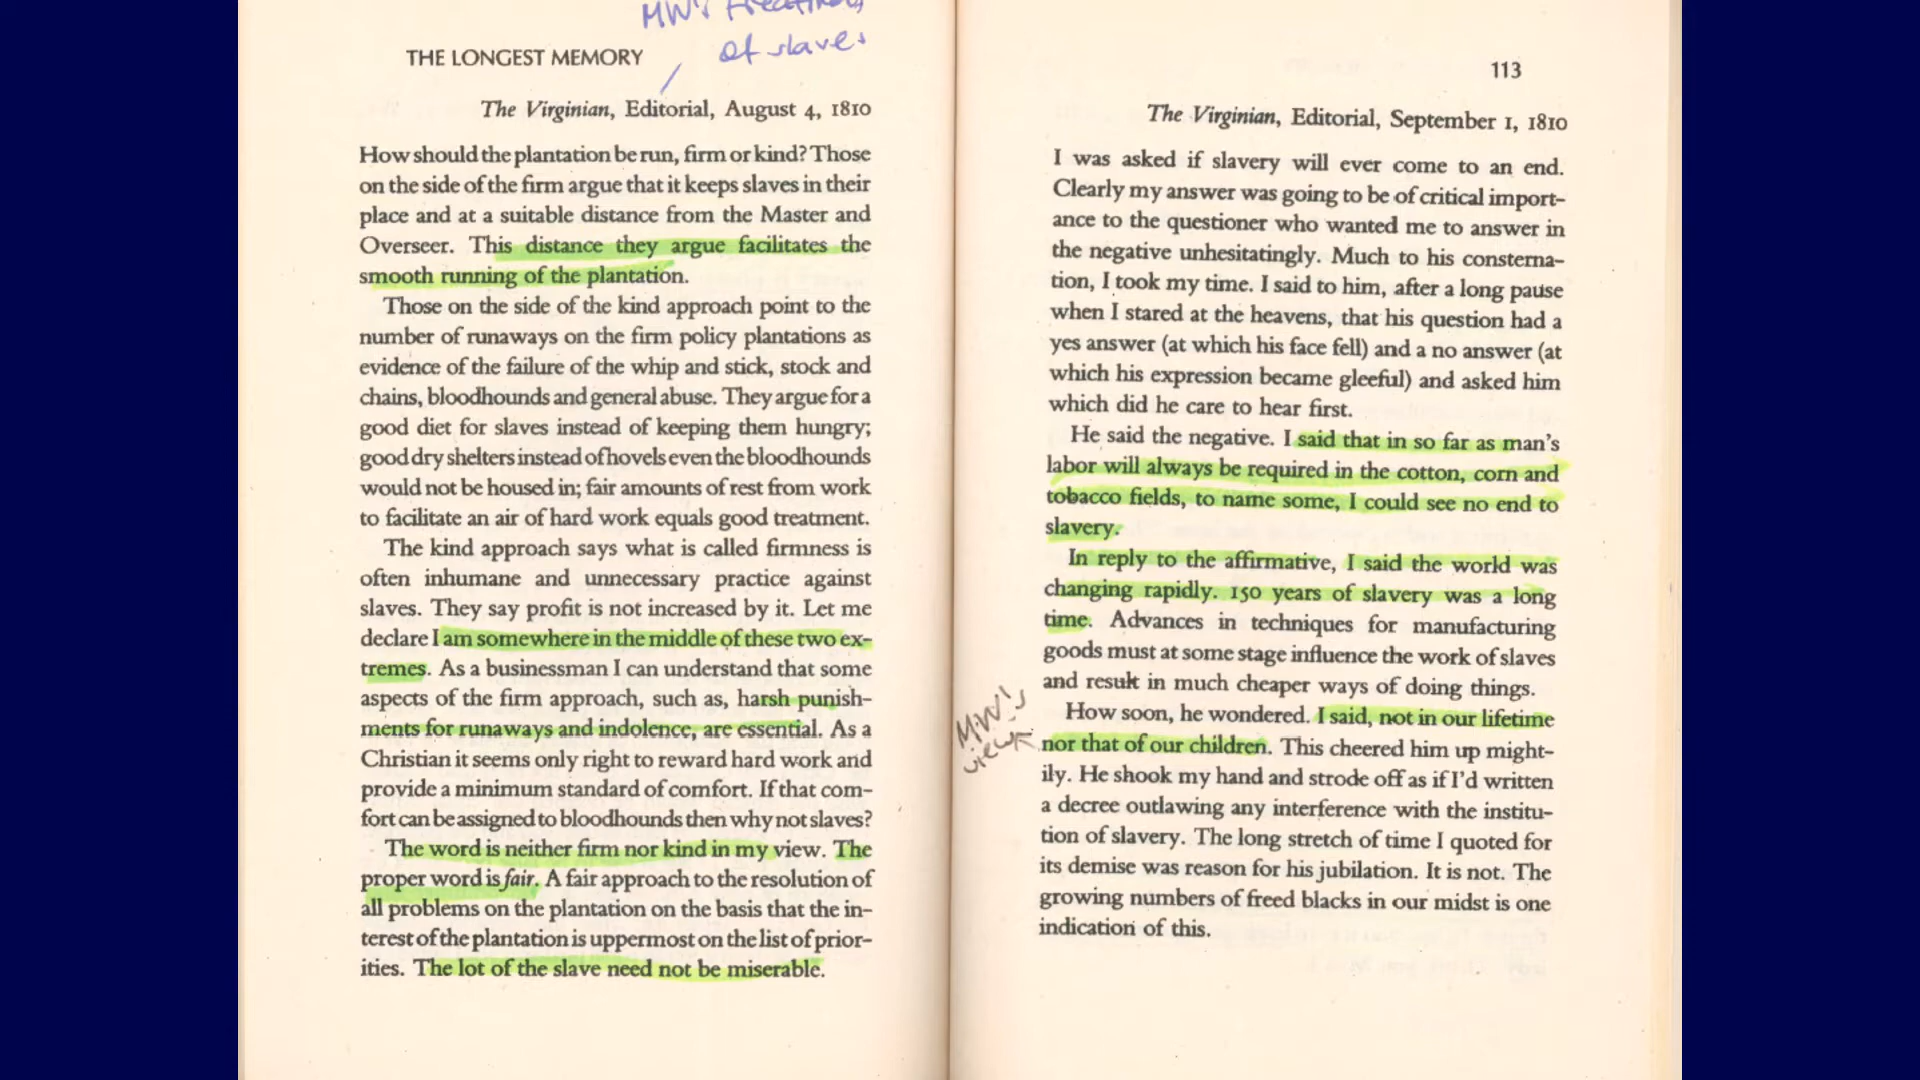 MW's treatment
of slaves
THE LONGEST MEMORY
The Virginian, Editorial, August 4, 1810
How should the plantation be run, firm or kind? Those
on the side of the firm argue that it keeps slaves in their
place and at a suitable distance from the Master and
Overseer. This distance they argue facilitates the
smooth running of the plantation.
Those on the side of the kind approach point to the
number of runaways on the firm policy plantations as
evidence of the failure of the whip and stick, stock and
chains, bloodhounds and general abuse. They argue for a
good diet for slaves instead of keeping them hungry;
good dry shelters instead of hovels even the bloodhounds
would not be housed in; fair amounts of rest from work
to facilitate an air of hard work equals good treatment.
The kind approach says what is called firmness is
often inhumane and unnecessary practice against
slaves. They say profit is not increased by it. Let me
declare I am somewhere in the middle of these two ex-
tremes. As a businessman I can understand that some
aspects of the firm approach, such as, harsh punish-
ments for runaways and indolence, are essential. As a
Christian it seems only right to reward hard work and
provide a minimum standard of comfort. If that com-
fort can be assigned to bloodhounds then why not slaves?
The word is neither firm nor kind in my view. The
proper word is fair. A fair approach to the resolution of
all problems on the plantation on the basis that the in-
terest of the plantation is uppermost on the list of prior-
ities. The lot of the slave need not be miserable.
113
The Virginian, Editorial, September 1, 1810
I was asked if slavery will ever come to an end.
Clearly my answer was going to be of critical import-
ance to the questioner who wanted me to answer in
the negative unhesitatingly. Much to his consterna-
tion, I took my time. I said to him, after a long pause
when I stared at the heavens, that his question had a
yes answer (at which his face fell) and a no answer (at
which his expression became gleeful) and asked him
which did he care to hear first.
He said the negative. I said that in so far as man's
labor will always be required in the cotton, corn and
tobacco fields, to name some, I could see no end to
slavery.
In reply to the affirmative, I said the world was
changing rapidly. 150 years of slavery was a long
time. Advances in techniques for manufacturing
goods must at some stage influence the work of slaves
and result in much cheaper ways of doing things.
How soon, he wondered. I said, not in our lifetime
nor that of our children. This cheered him up might-
ily. He shook my hand and strode off as if I'd written
a decree outlawing any interference with the institu-
tion of slavery. The long stretch of time I quoted for
its demise was reason for his jubilation. It is not. The
growing numbers of freed blacks in our midst is one
indication of this.
MW's
view